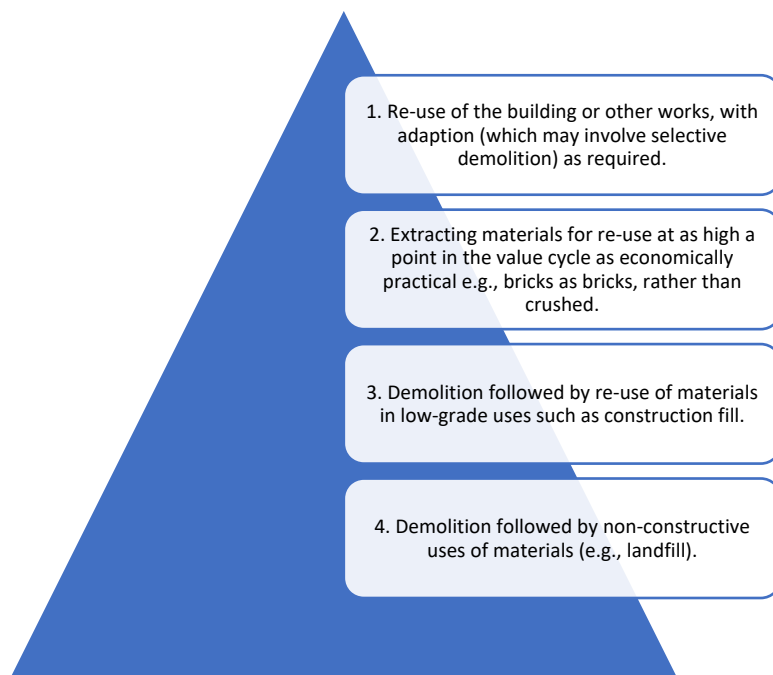 1. Re-use of the building or other works, with
adaption (which may involve selective
demolition) as required.
2. Extracting materials for re-use at as high a
point in the value cycle as economically
practical e.g., bricks as bricks, rather than
crushed.
3. Demolition followed by re-use of materials
in low-grade uses such as construction fill.
4. Demolition followed by non-constructive
uses of materials (e.g., landfill).